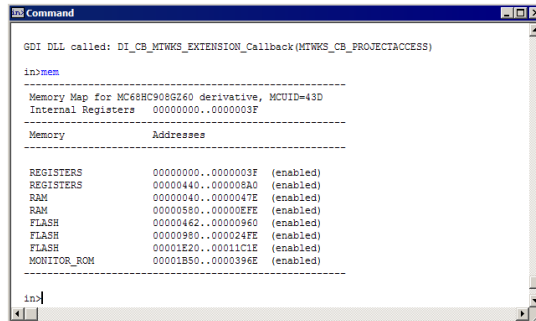 Command
GDI DLL called: DI_CB_MTWKS_EXTENSION_Callback(MTWKS_CB_PROJECTACCESS)
in>mem
------------------------------------------------------
Memory Map for MC68HC908GZ60 derivative, MCUID=43D
Internal Registers 00000000..0000003F
------------------------------------------------------
Memory Addresses
------------------------------------------------------
REGISTERS 00000000..0000003F (enabled)
REGISTERS 00000440..000008A0 (enabled)
RAM 00000040..0000047E (enabled)
RAM 00000580..00000EFE (enabled)
FLASH 00000462..00000960 (enabled)
FLASH 00000980..000024FE (enabled)
FLASH 00001E20..00011C1E (enabled)
MONITOR_ROM 00001B50..0000396E (enabled)
------------------------------------------------------
in>